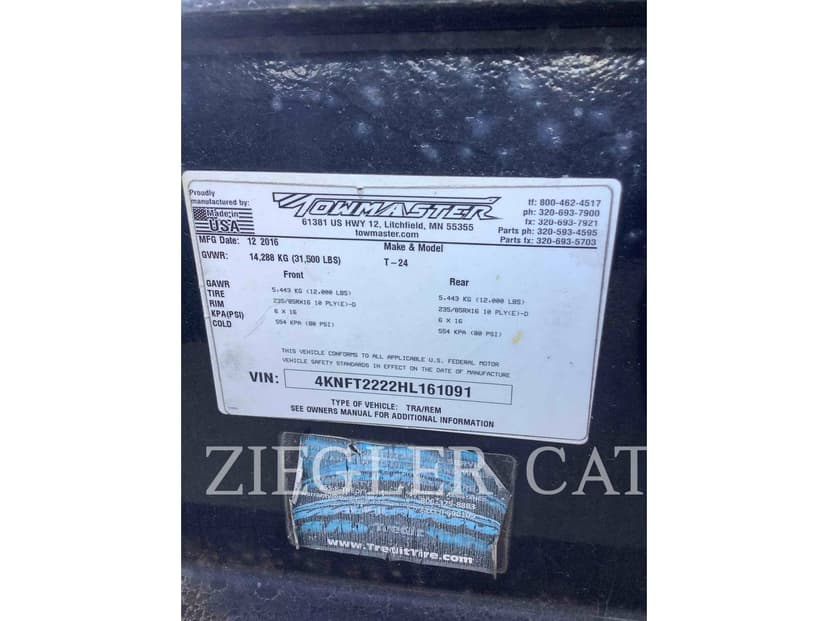 Proudly
manufactured by:
Made in
USA
TOWMASTER
61381 US HWY 12, Litchfield, MN 55355
towmaster.com
tf: 800-462-4517
ph: 320-693-7900
fx: 320-693-7921
Parts ph: 320-593-4595
Parts fx: 320-693-5703
MFG Date: 12 2016
Make & Model
GVWR: 14,288 KG (31,500 LBS) T-24
Front Rear
GAWR 5.443 KG (12.000 LBS) 5.443 KG (12.000 LBS)
TIRE 235/85RX16 10 PLY(E)-D 235/85RX16 10 PLY(E)-D
RIM 6 X 16 6 X 16
KPA(PSI) 554 KPA (80 PSI) 554 KPA (80 PSI)
COLD
THIS VEHICLE CONFORMS TO ALL APPLICABLE U.S. FEDERAL MOTOR
VEHICLE SAFETY STANDARDS IN EFFECT ON THE DATE OF MANUFACTURE
VIN: 4KNFT2222HL161091
TYPE OF VEHICLE: TRA/REM
SEE OWNERS MANUAL FOR ADDITIONAL INFORMATION
ZIEGLER CAT
Tredit
www.TreditTire.com